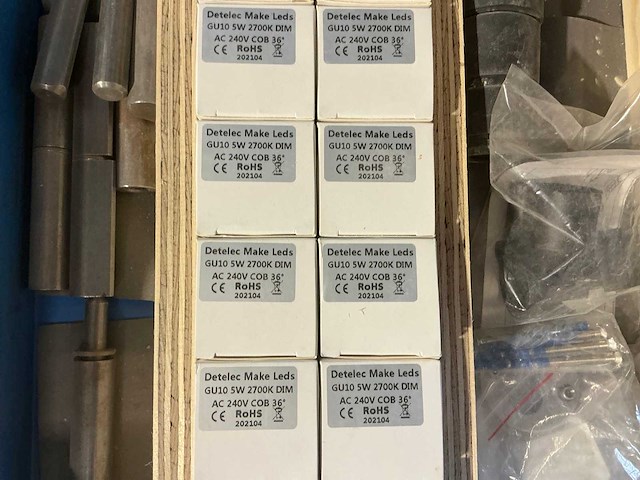 Detelec Make Leds
GU10 5W 2700K DIM
AC 240V COB 36°
CE RoHS
202104
Detelec Make Leds
GU10 5W 2700K DIM
AC 240V COB 36°
CE RoHS
202104
Detelec Make Leds
GU10 5W 2700K DIM
AC 240V COB 36°
CE RoHS
202104
Detelec Make Leds
GU10 5W 2700K DIM
AC 240V COB 36°
CE RoHS
202104
Detelec Make Leds
GU10 5W 2700K DIM
AC 240V COB 36°
CE RoHS
202104
Detelec Make Leds
GU10 5W 2700K DIM
AC 240V COB 36°
CE RoHS
202104
Detelec Make Leds
GU10 5W 2700K DIM
AC 240V COB 36°
CE RoHS
202104
Detelec Make Leds
GU10 5W 2700K DIM
AC 240V COB 36°
CE RoHS
202104